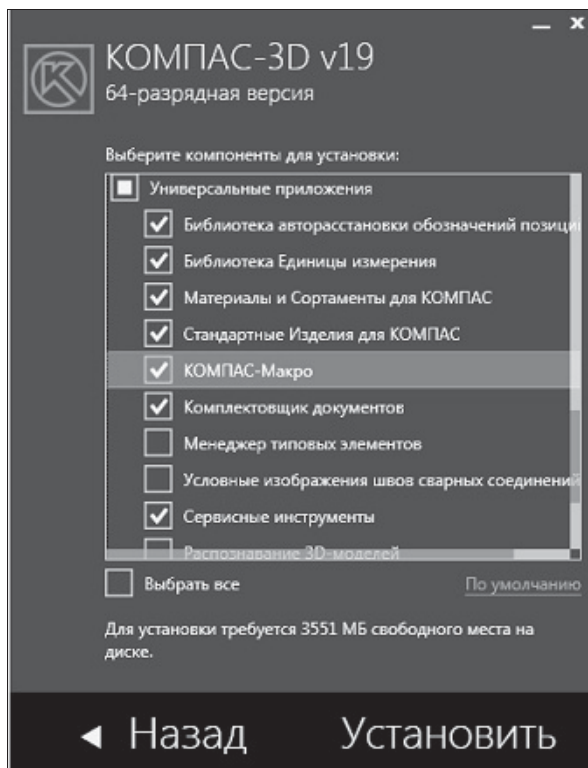 КОМПАС-3D v19
64-разрядная версия
Выберите компоненты для установки:
Универсальные приложения
Библиотека авторасстановки обозначений позици
Библиотека Единицы измерения
Материалы и Сортаменты для КОМПАС
Стандартные Изделия для КОМПАС
КОМПАС-Макро
Комплектовщик документов
Менеджер типовых элементов
Условные изображения швов сварных соединений
Сервисные инструменты
Распознавание 3D-моделей
Выбрать все
По умолчанию
Для установки требуется 3551 МБ свободного места на
диске.
Назад
Установить